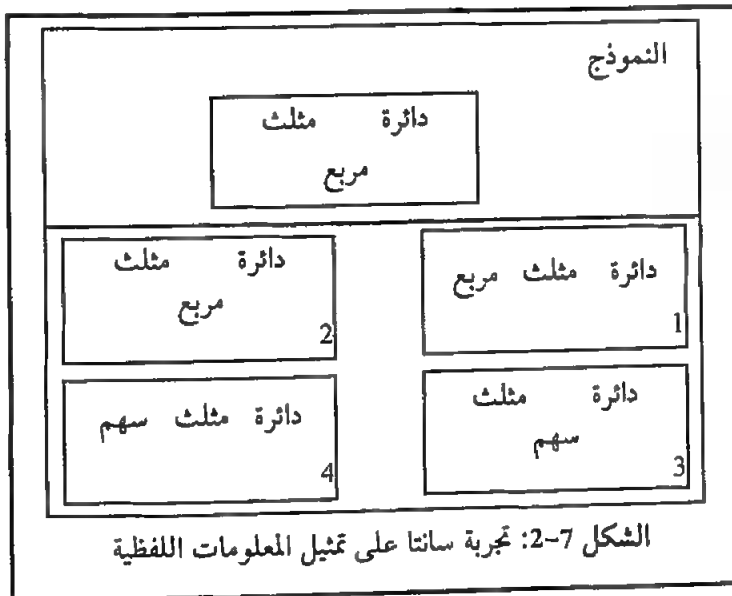 النموذج
دائرة مثلث
مربع
دائرة مثلث مربع
1
دائرة مثلث
مربع
2
دائرة مثلث
سهم
3
دائرة مثلث سهم
4
الشكل 7-2: تجربة سانتا على تمثيل المعلومات اللفظية